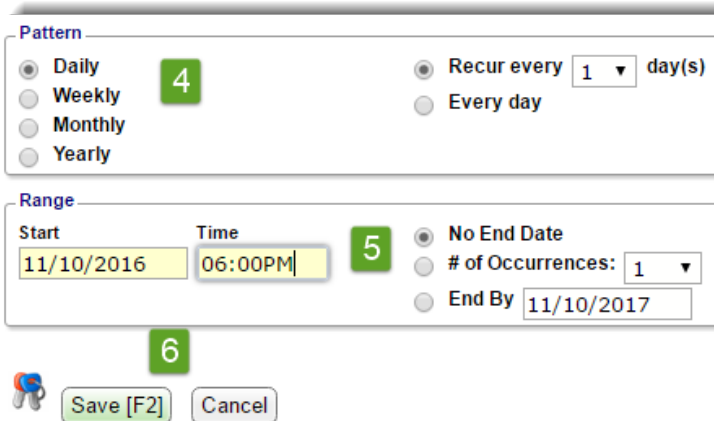 Pattern
Daily
Weekly
Monthly
Yearly
4
Recur every 1 day(s)
Every day
Range
Start Time
11/10/2016 06:00PM
5
No End Date
# of Occurrences: 1
End By 11/10/2017
6
Save [F2] Cancel